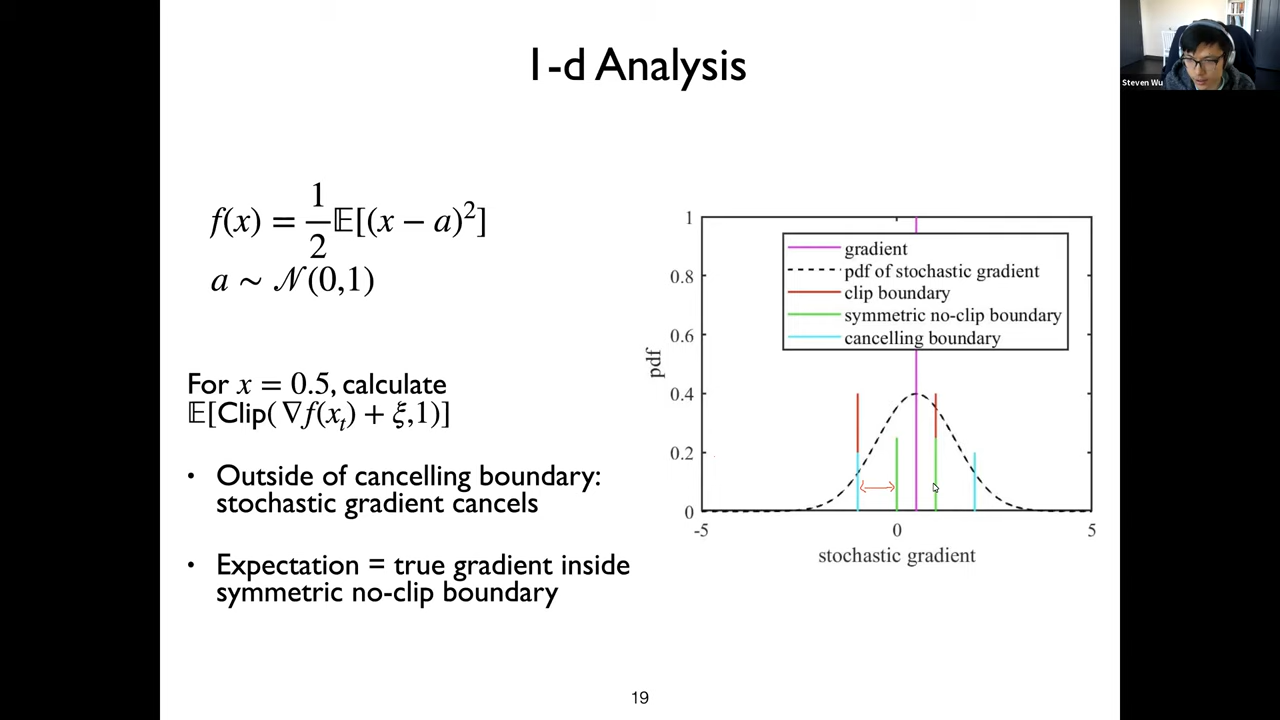 1-d Analysis
Steven Wu
f(x) = 1/2 𝔼[(x − a)²]
a ∼ 𝒩(0,1)
For x = 0.5, calculate
𝔼[Clip(∇f(xₜ) + ξ,1)]
• Outside of cancelling boundary:
stochastic gradient cancels
• Expectation = true gradient inside
symmetric no-clip boundary
1
0.8
0.6
0.4
0.2
0
pdf
gradient
pdf of stochastic gradient
clip boundary
symmetric no-clip boundary
cancelling boundary
-5
0
5
stochastic gradient
19